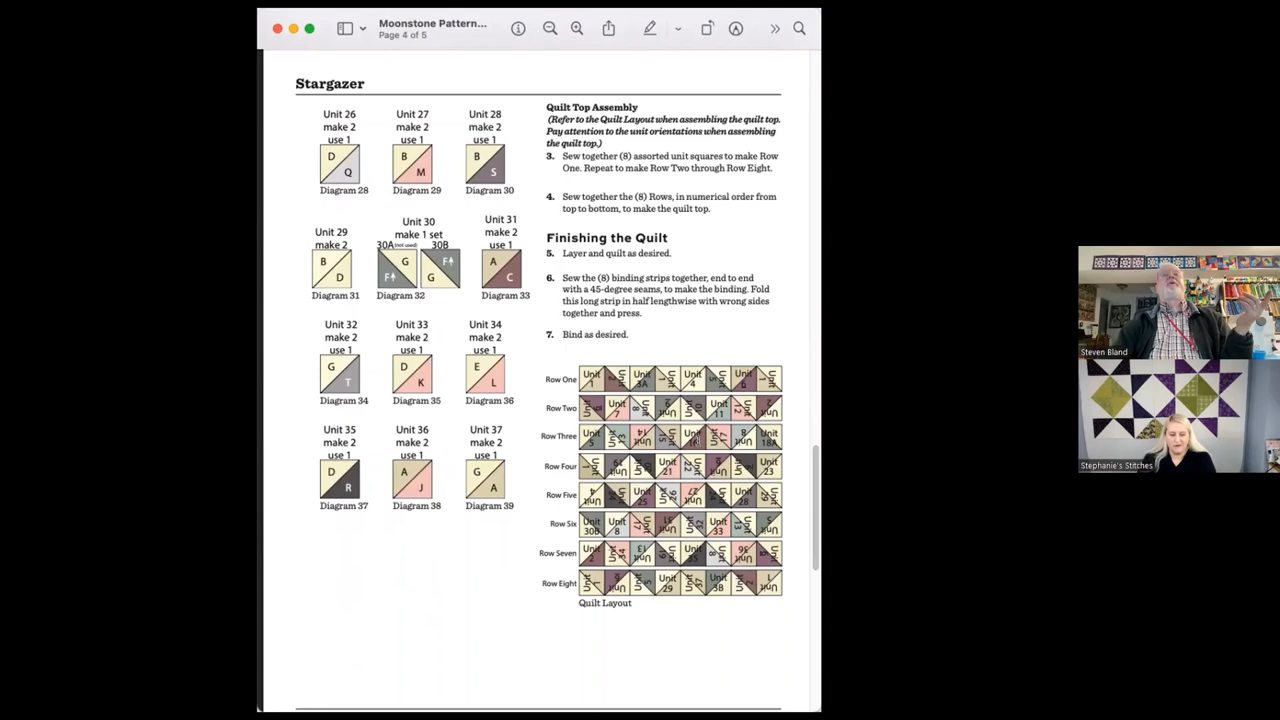 Moonstone Pattern...
Page 4 of 5
Stargazer
Unit 26
make 2
use 1
D
Q
Diagram 28
Unit 27
make 2
use 1
B
M
Diagram 29
Unit 28
make 2
use 1
B
S
Diagram 30
Unit 29
make 2
B
D
Diagram 31
Unit 30
make 1 set
30A(not used) 30B
G
F
F
G
Diagram 32
Unit 31
make 2
use 1
A
C
Diagram 33
Unit 32
make 2
use 1
G
T
Diagram 34
Unit 33
make 2
use 1
D
K
Diagram 35
Unit 34
make 2
use 1
E
L
Diagram 36
Unit 35
make 2
use 1
D
R
Diagram 37
Unit 36
make 2
use 1
A
J
Diagram 38
Unit 37
make 2
use 1
G
A
Diagram 39
Quilt Top Assembly
(Refer to the Quilt Layout when assembling the quilt top.
Pay attention to the unit orientations when assembling
the quilt top.)
3. Sew together (8) assorted unit squares to make Row
One. Repeat to make Row Two through Row Eight.
4. Sew together the (8) Rows, in numerical order from
top to bottom, to make the quilt top.
Finishing the Quilt
5. Layer and quilt as desired.
6. Sew the (8) binding strips together, end to end
with a 45-degree seams, to make the binding. Fold
this long strip in half lengthwise with wrong sides
together and press.
7. Bind as desired.
Row One
Row Two
Row Three
Row Four
Row Five
Row Six
Row Seven
Row Eight
Quilt Layout
Steven Bland
Stephanie's Stitches